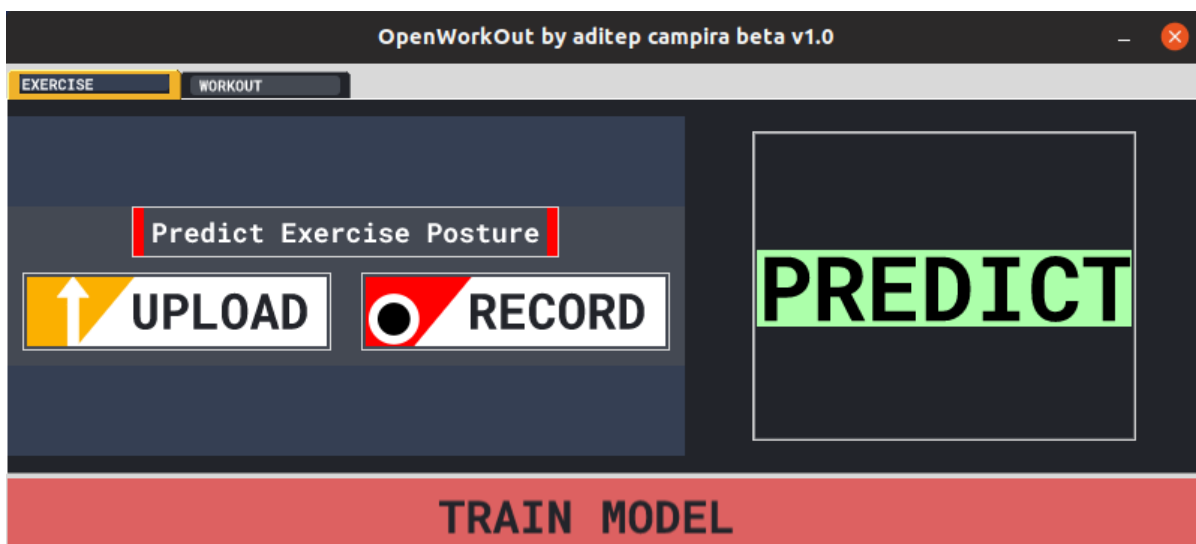 OpenWorkOut by aditep campira beta v1.0
EXERCISE
WORKOUT
Predict Exercise Posture
UPLOAD
RECORD
PREDICT
TRAIN MODEL